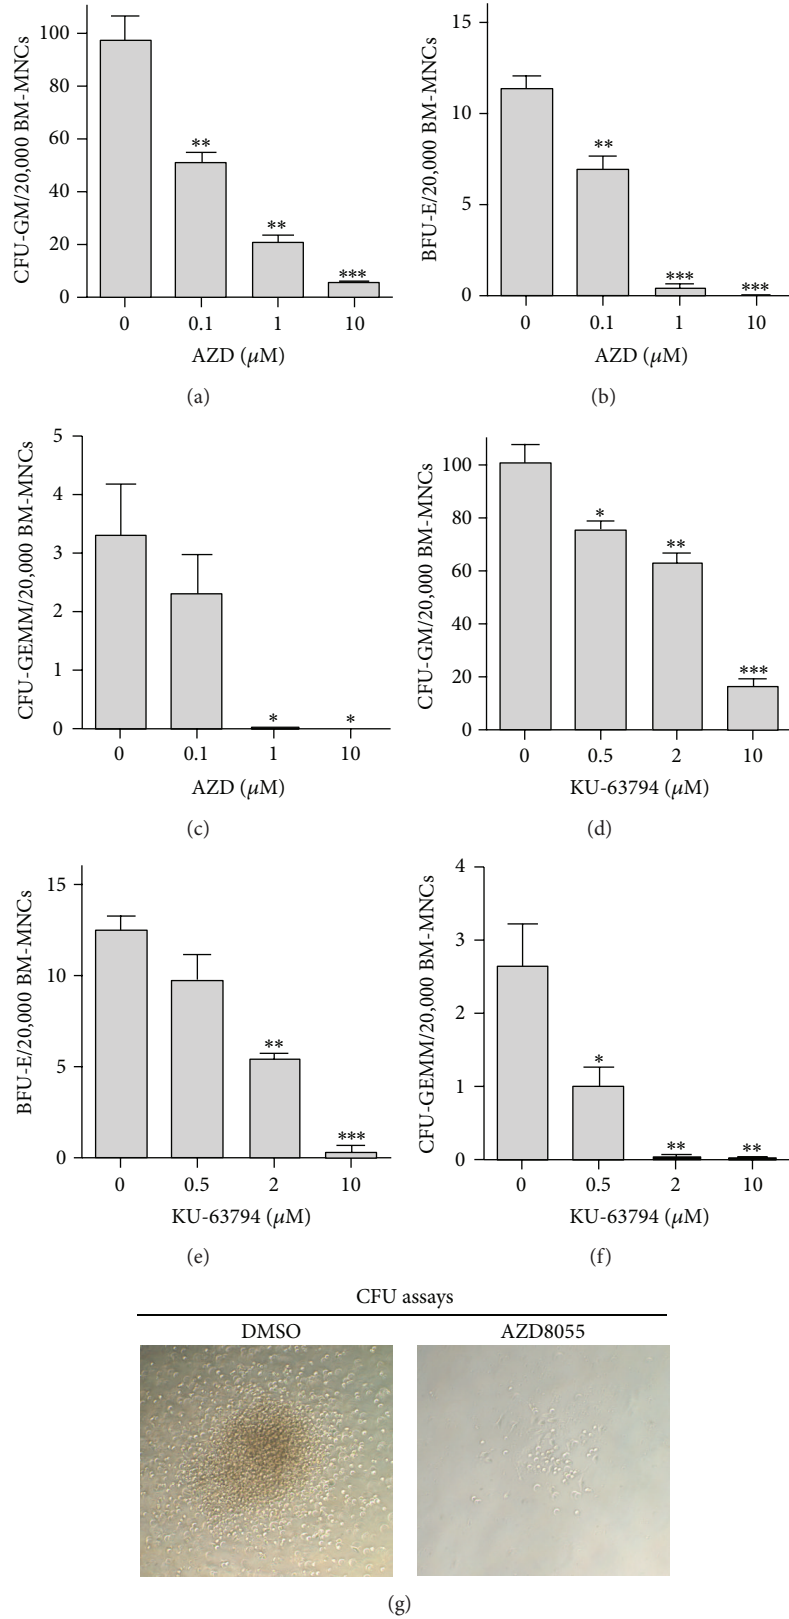 CFU-GM/20,000 BM-MNCs
100
80
60
40
20
0
**
**
***
0 0.1 1 10
AZD (μM)
(a)
BFU-E/20,000 BM-MNCs
15
10
5
0
**
***
***
0 0.1 1 10
AZD (μM)
(b)
CFU-GEMM/20,000 BM-MNCs
5
4
3
2
1
0
*
*
0 0.1 1 10
AZD (μM)
(c)
CFU-GM/20,000 BM-MNCs
100
80
60
40
20
0
*
**
***
0 0.5 2 10
KU-63794 (μM)
(d)
BFU-E/20,000 BM-MNCs
15
10
5
0
**
***
0 0.5 2 10
KU-63794 (μM)
(e)
CFU-GEMM/20,000 BM-MNCs
4
3
2
1
0
*
**
**
0 0.5 2 10
KU-63794 (μM)
(f)
CFU assays
DMSO AZD8055
(g)